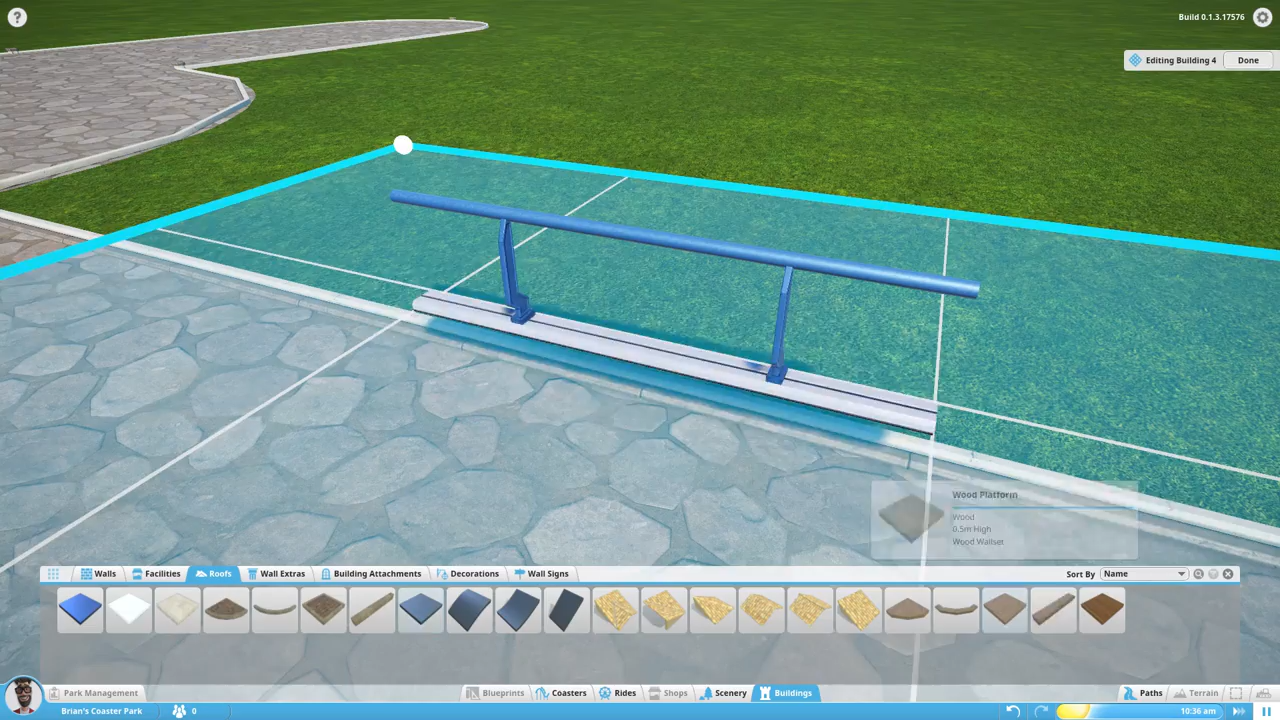 ?
Build 0.1.3.17576
Editing Building 4 Done
Wood Platform
Wood
0.5m High
Wood Wallset
Walls Facilities Roofs Wall Extras Building Attachments Decorations Wall Signs Sort By Name ?
Park Management Blueprints Coasters Rides Shops Scenery Buildings Paths Terrain
Brian's Coaster Park 0 10:36 am